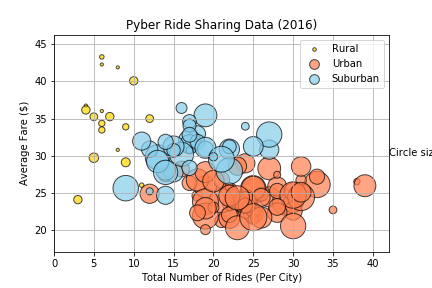 Pyber Ride Sharing Data (2016)
45
40
35
30
25
20
Average Fare ($)
Rural
Urban
Suburban
Circle siz
0
5
10
15
20
25
30
35
40
Total Number of Rides (Per City)